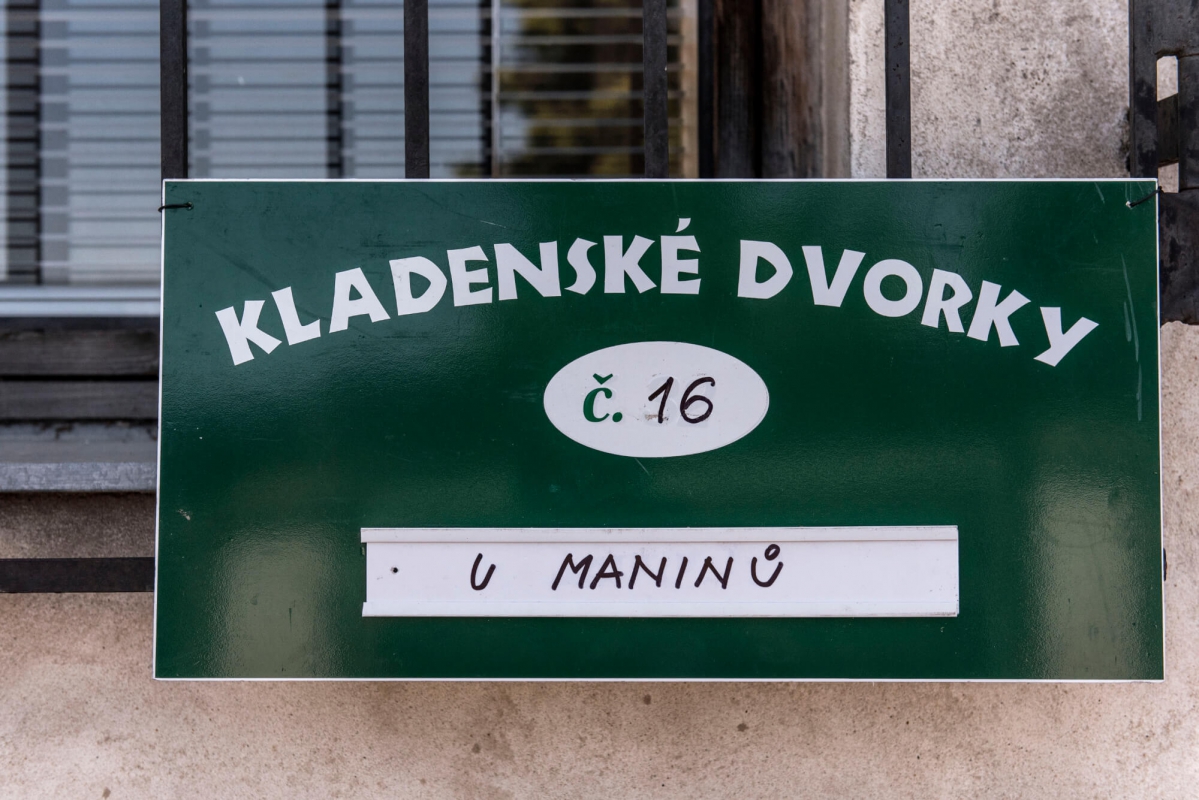 KLADENSKÉ DVORKY
č. 16
U MANINŮ